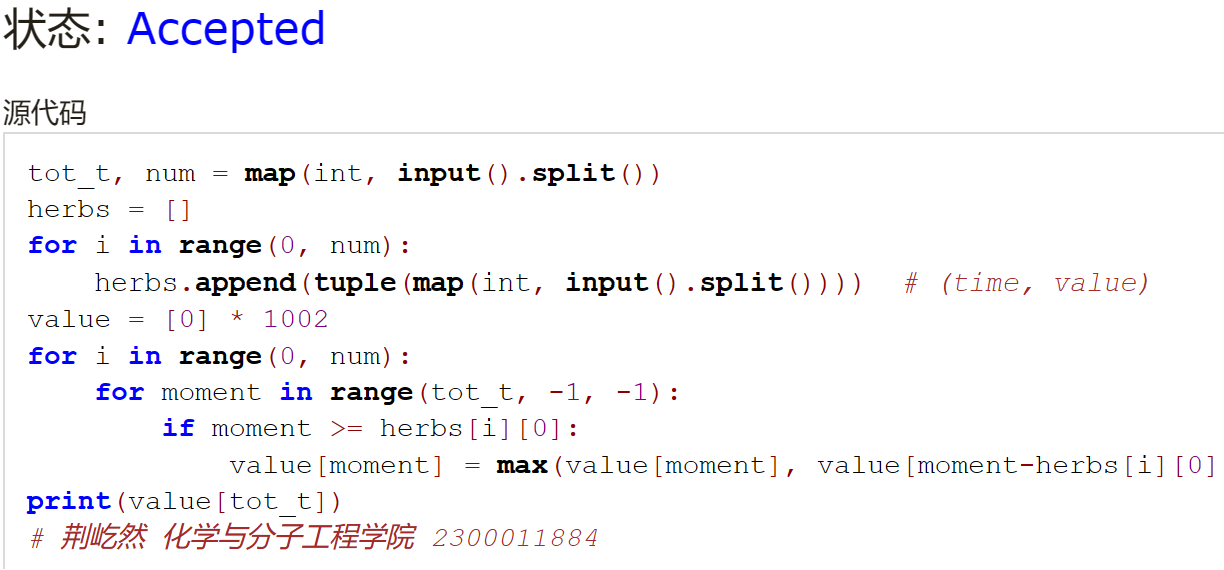 状态: Accepted
源代码
tot_t, num = map(int, input().split())
herbs = []
for i in range(0, num):
    herbs.append(tuple(map(int, input().split())))  # (time, value)
value = [0] * 1002
for i in range(0, num):
    for moment in range(tot_t, -1, -1):
        if moment >= herbs[i][0]:
            value[moment] = max(value[moment], value[moment-herbs[i][0]
print(value[tot_t])
# 荆屹然 化学与分子工程学院 2300011884